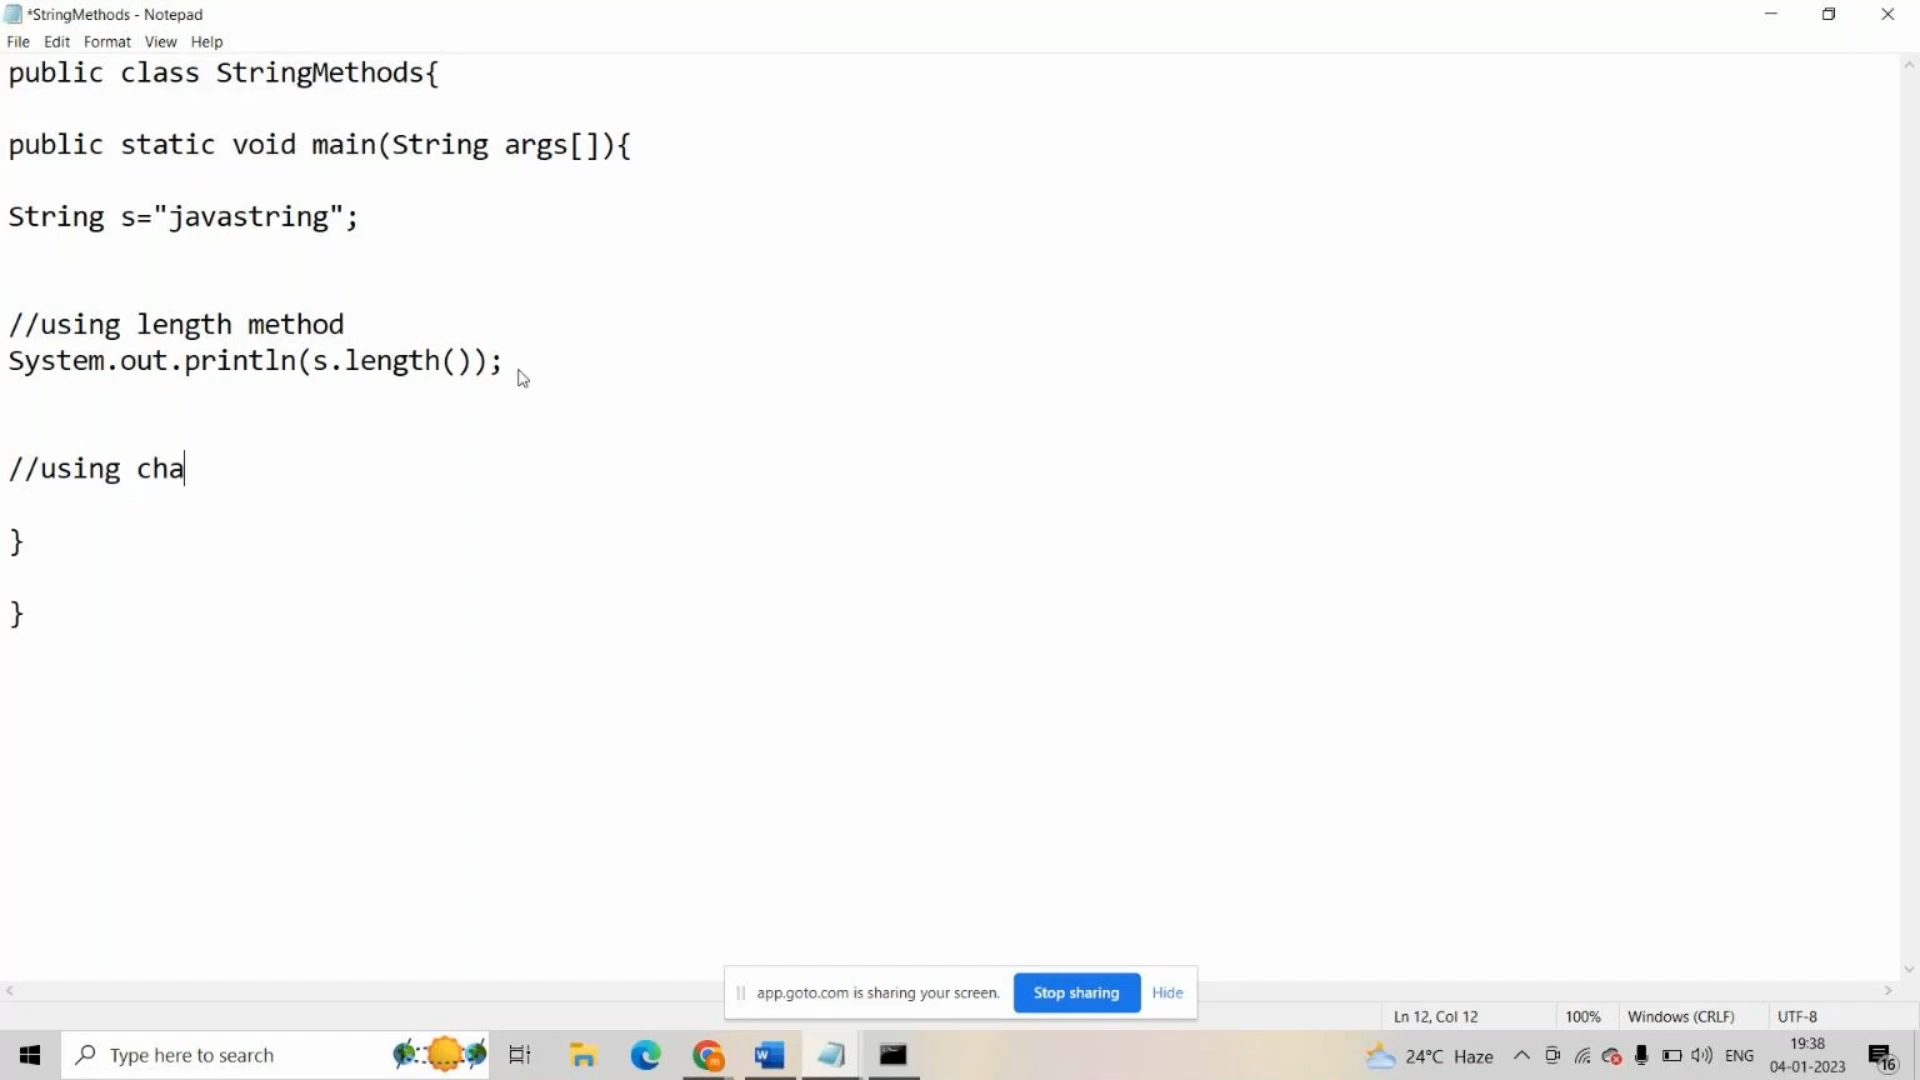 *StringMethods - Notepad
File Edit Format View Help
public class StringMethods{
public static void main(String args[]){
String s="javastring";
//using length method
System.out.println(s.length());
//using cha
}
}
app.goto.com is sharing your screen. Stop sharing Hide
Ln 12, Col 12 100% Windows (CRLF) UTF-8
Type here to search 24°C Haze ENG 19:38
04-01-2023 16